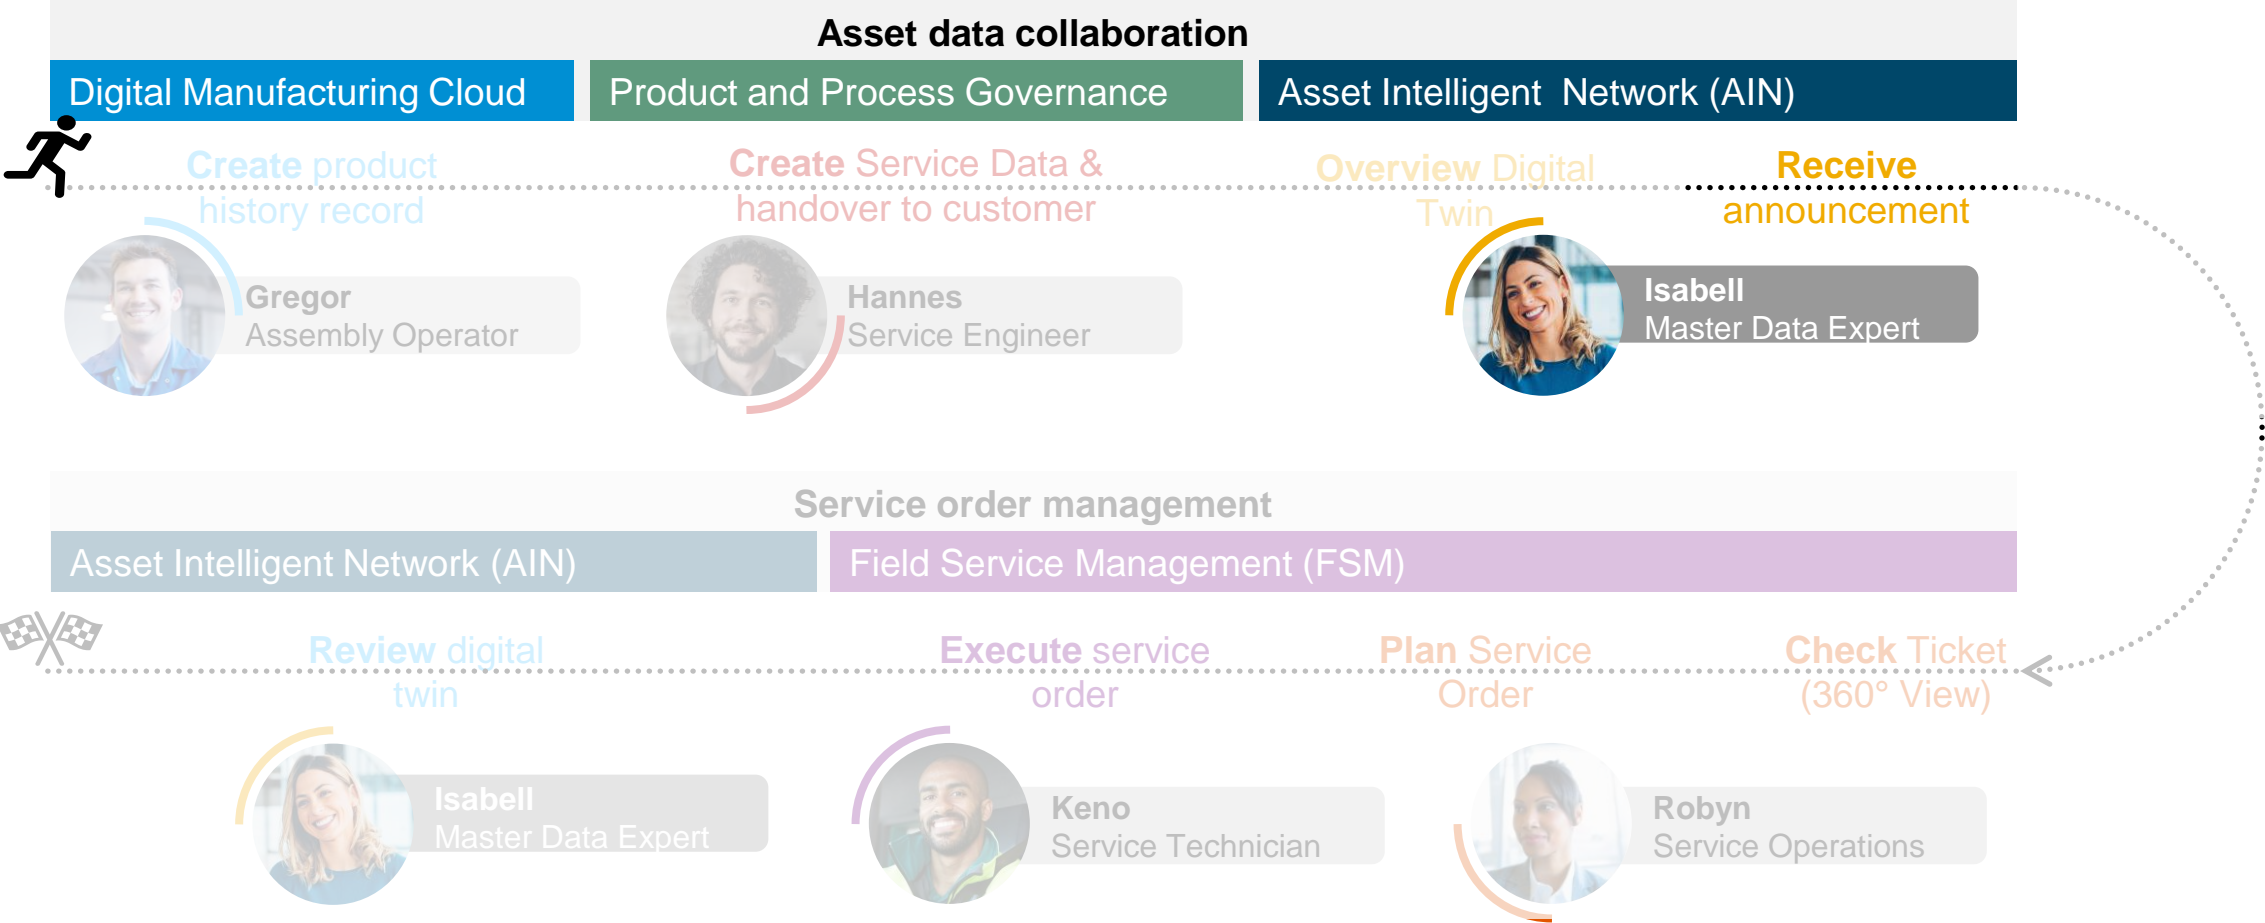 Asset data collaboration
Digital Manufacturing Cloud
Product and Process Governance
Asset Intelligent  Network (AIN)
Create product
history record
Create Service Data &
handover to customer
Overview Digital
Twin
Receive
announcement
Gregor
Assembly Operator
Hannes
Service Engineer
Isabell
Master Data Expert
Service order management
Asset Intelligent Network (AIN)
Field Service Management (FSM)
Review digital
twin
Execute service
order
Plan Service
Order
Check Ticket
(360° View)
Isabell
Master Data Expert
Keno
Service Technician
Robyn
Service Operations